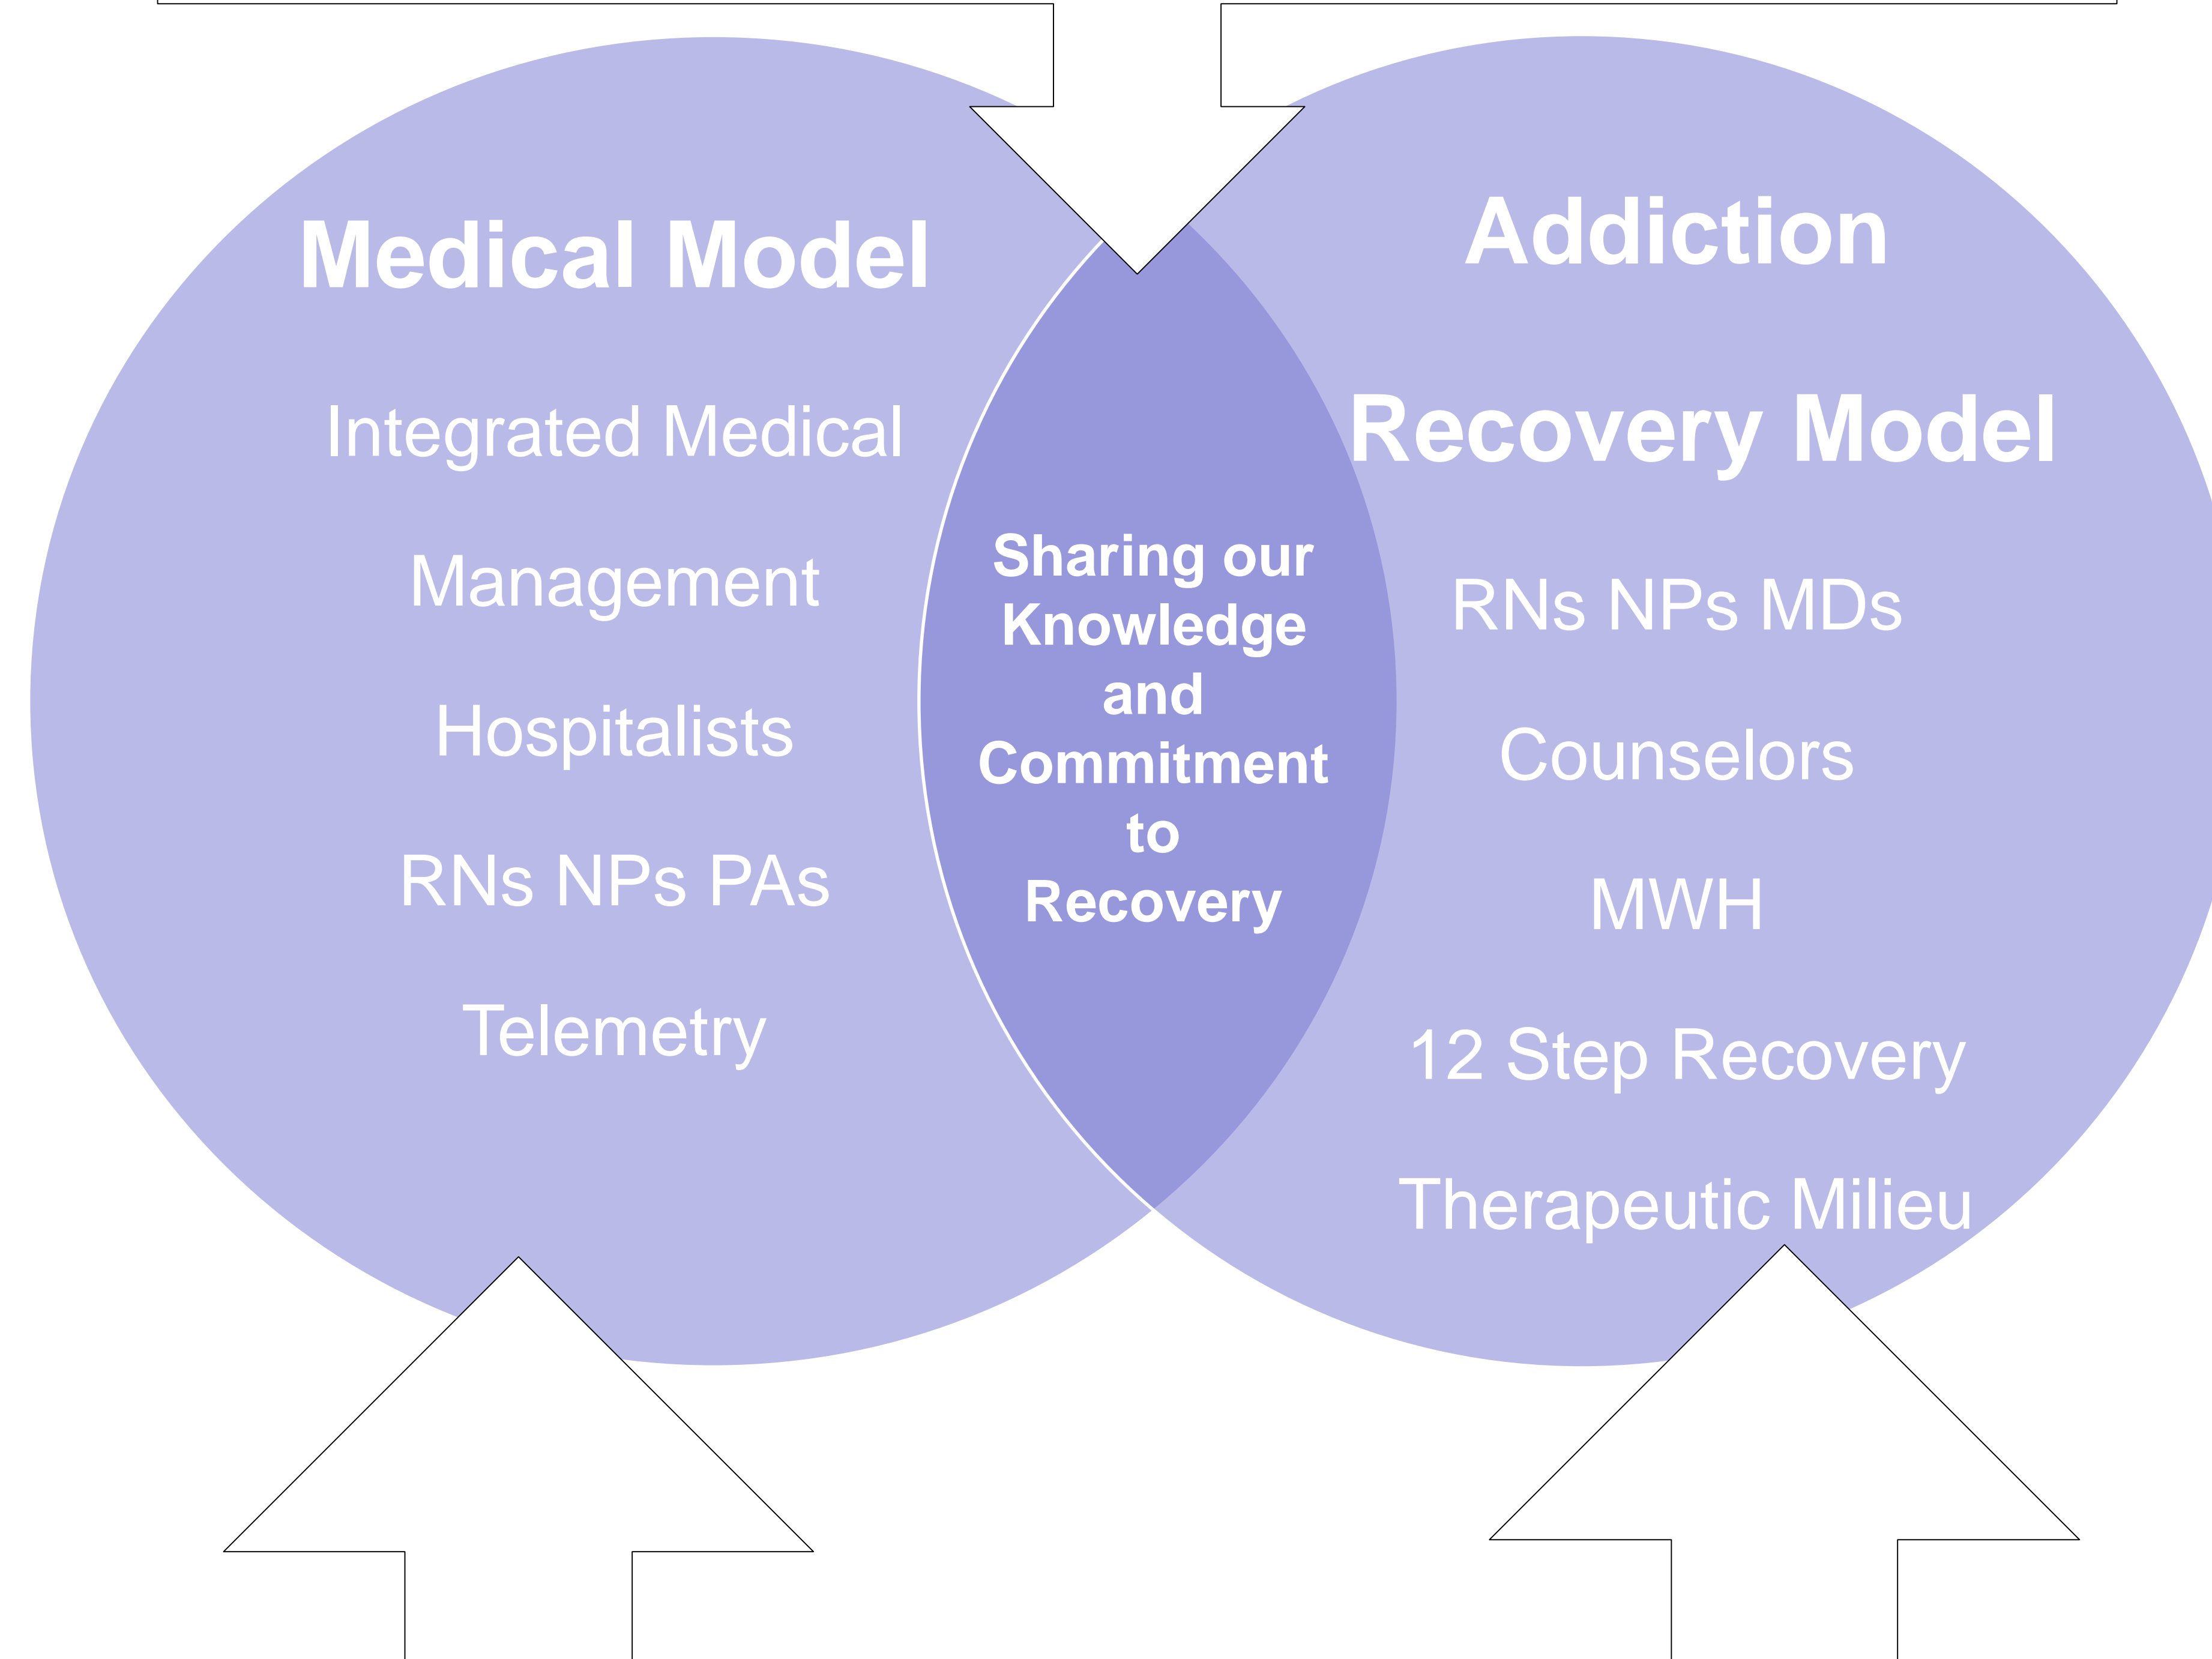 Medical Model
Integrated Medical
Management
Hospitalists
RNs NPs PAs
Telemetry
Sharing our
Knowledge
and
Commitment
to
Recovery
Addiction
Recovery Model
RNs NPs MDs
Counselors
MWH
12 Step Recovery
Therapeutic Milieu